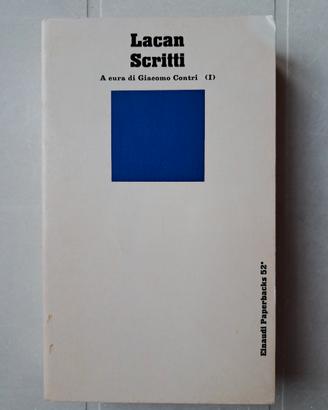 Lacan
Scritti
A cura di Giacomo Contri (I)
Einaudi Paperbacks 52*